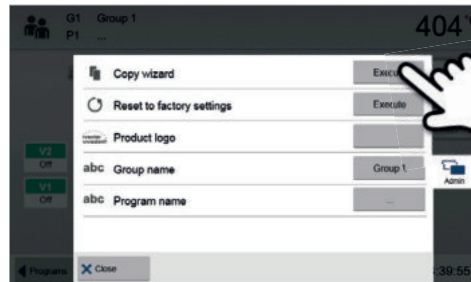 G1 Group 1
P1 ...
404°
Copy wizard Execu
Reset to factory settings Execute
Product logo
abc Group name Group 1
abc Program name ...
V2
Off
V1
Off
Admin
Programs
Close
:39:55